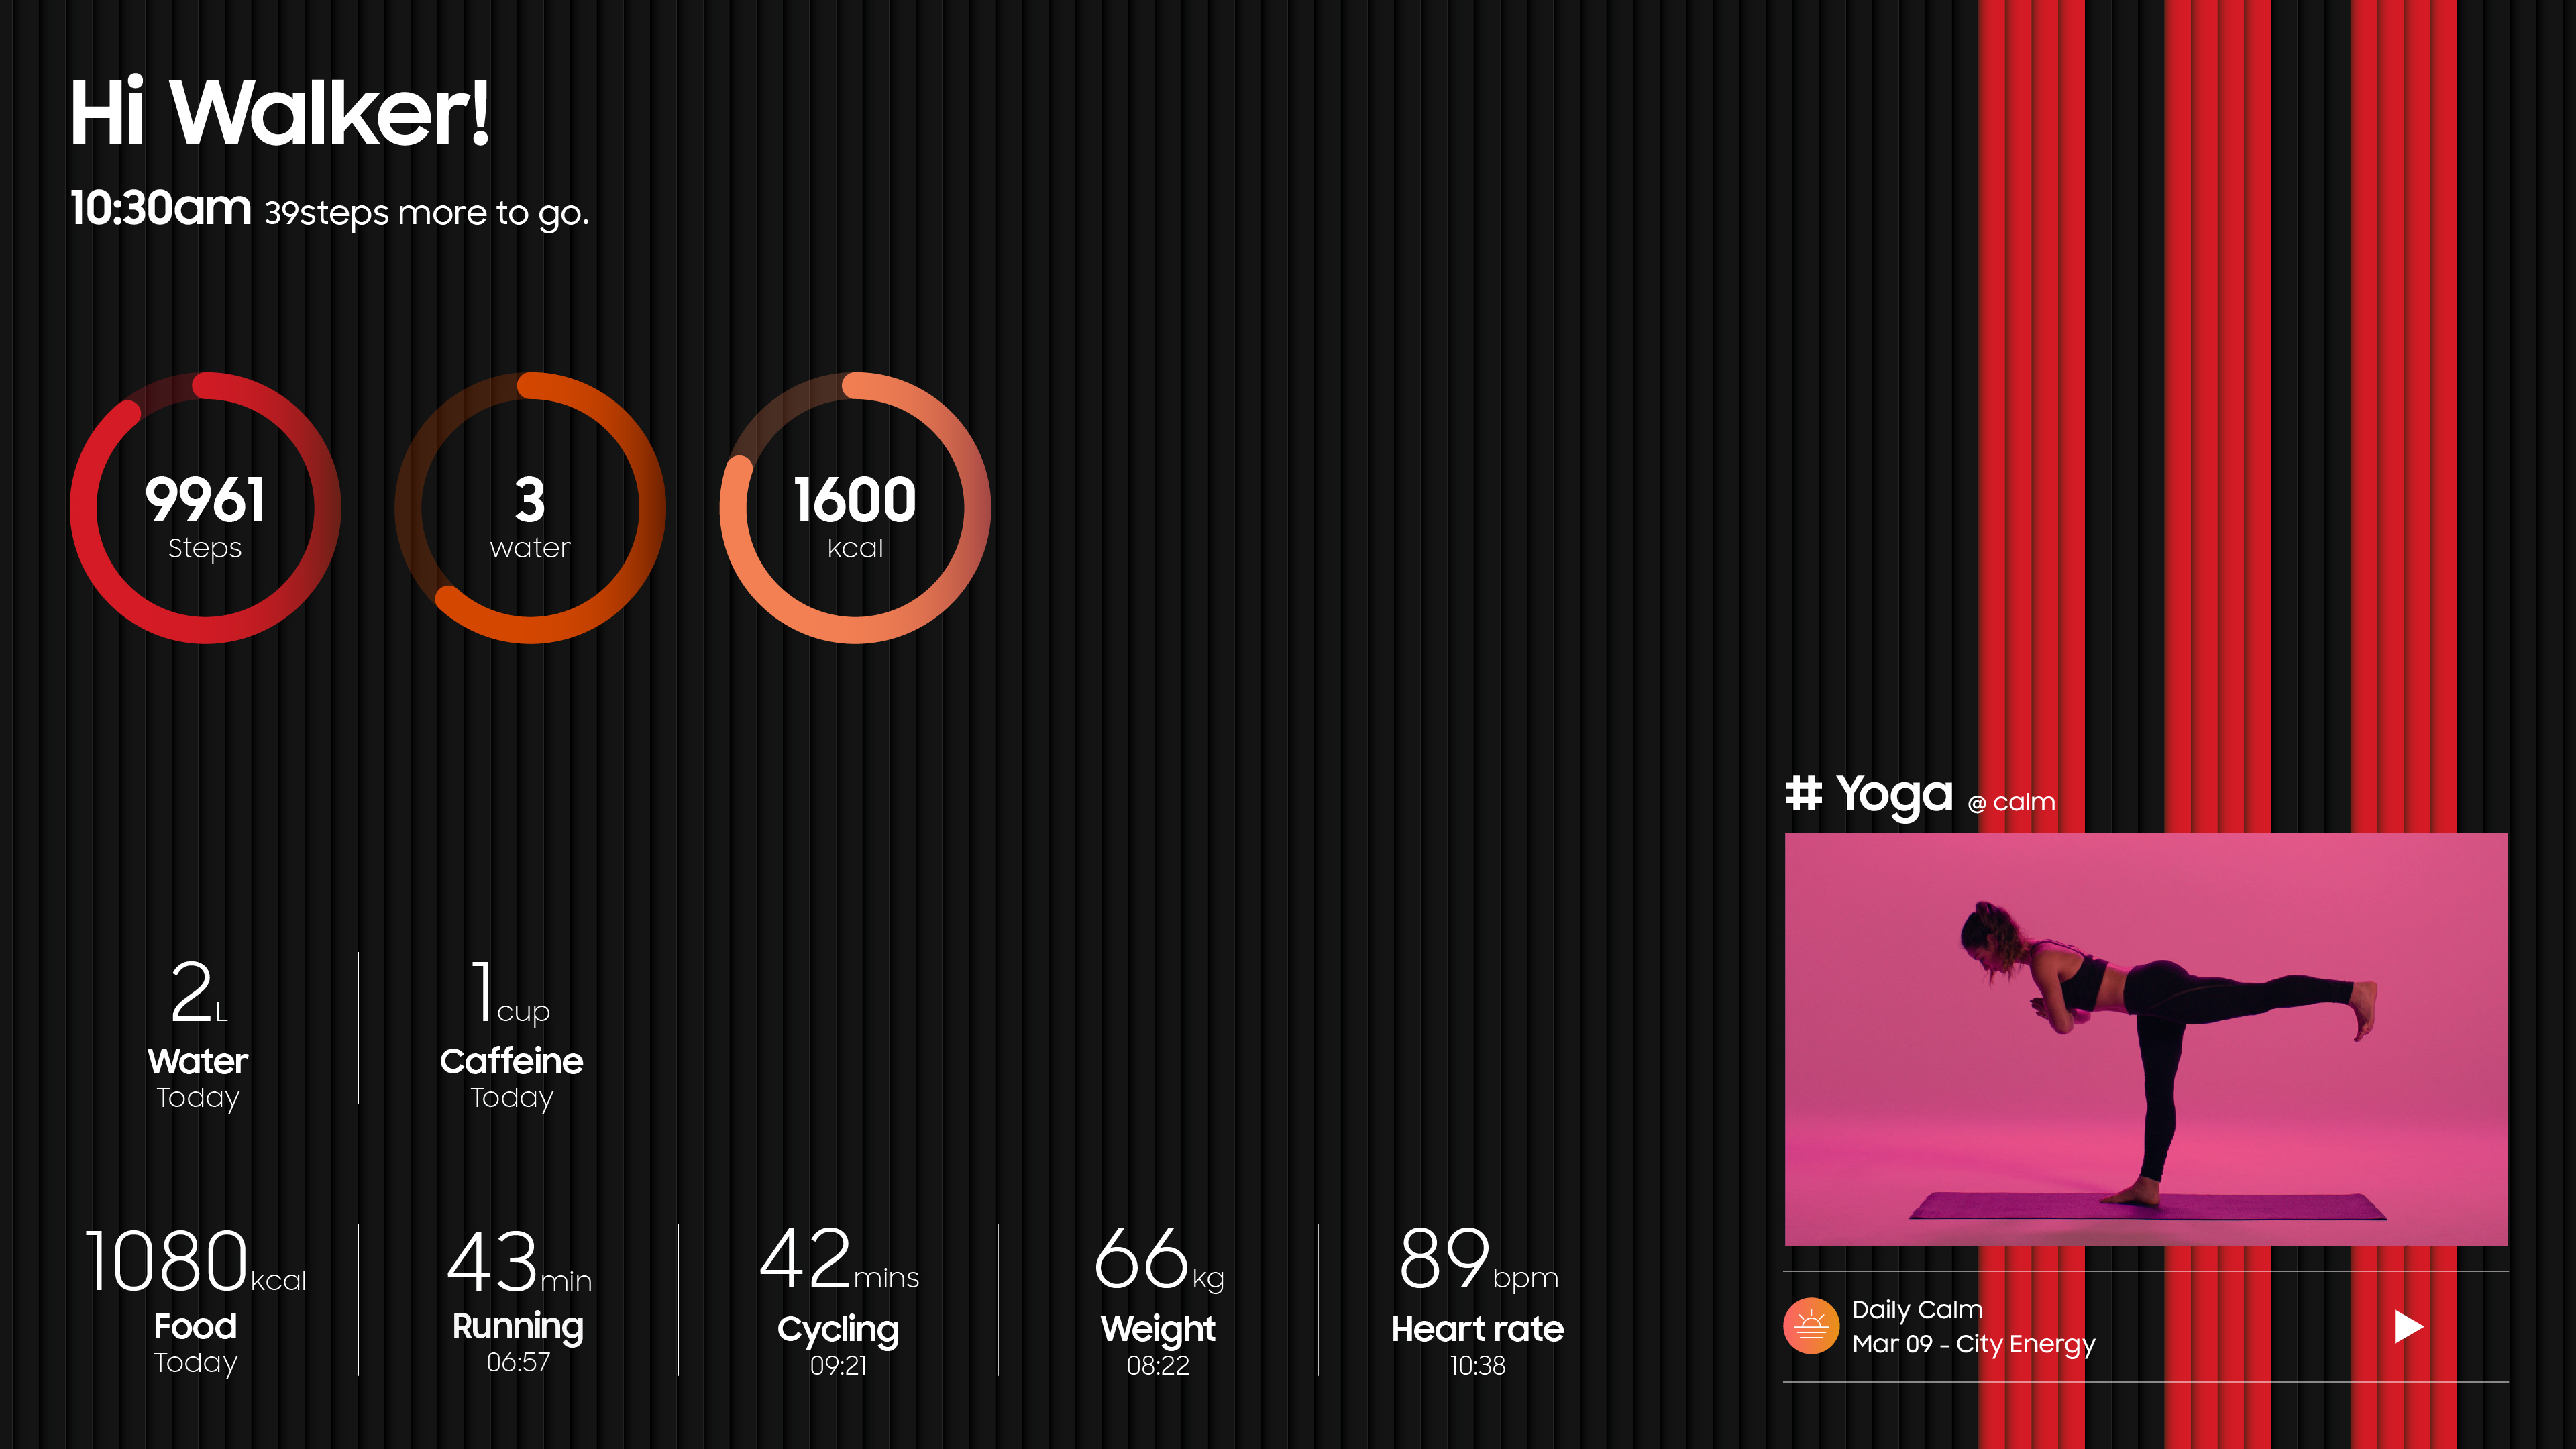 Hi Walker!
10:30am 39steps more to go.
9961
Steps
3
water
1600
kcal
2L
Water
Today
1cup
Caffeine
Today
1080kcal
Food
Today
43min
Running
06:57
42mins
Cycling
09:21
66kg
Weight
08:22
89bpm
Heart rate
10:38
# Yoga @ calm
Daily Calm
Mar 09 - City Energy